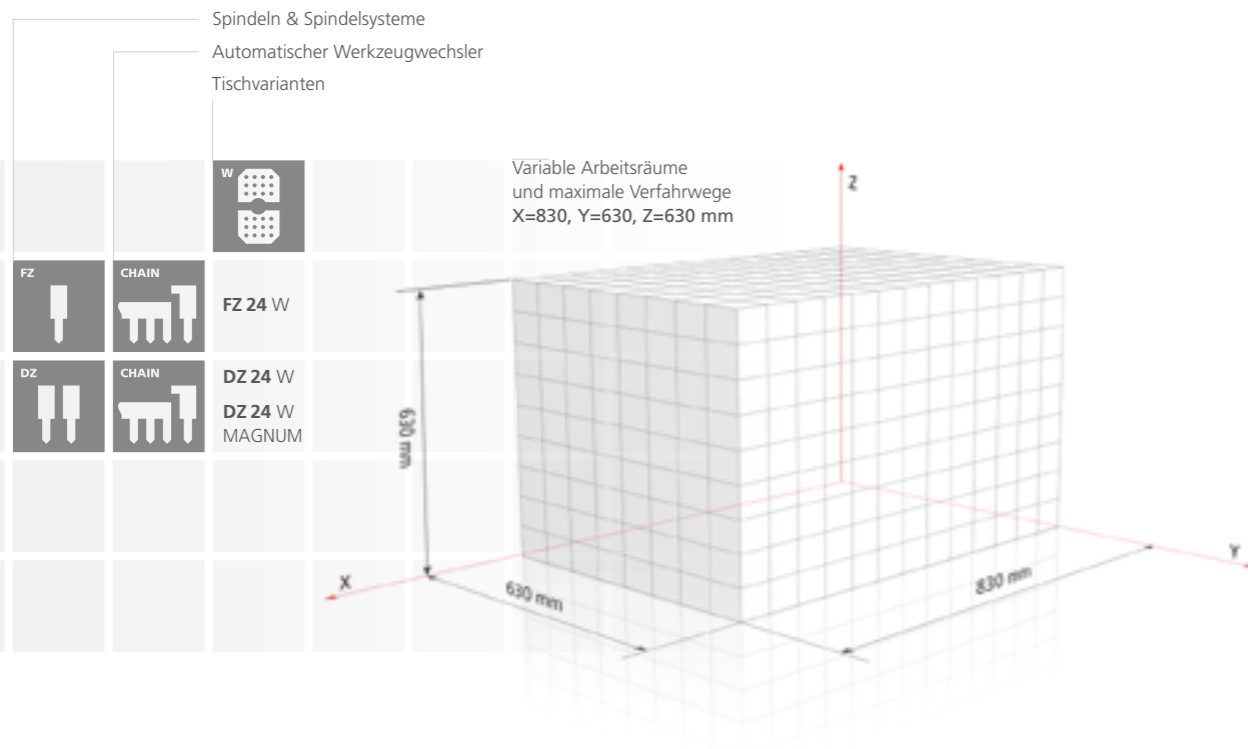 Spindeln & Spindelsysteme
Automatischer Werkzeugwechsler
Tischvarianten
W
Variable Arbeitsräume
und maximale Verfahrwege
X=830, Y=630, Z=630 mm
Z
FZ
CHAIN
FZ 24 W
DZ
CHAIN
DZ 24 W
DZ 24 W
MAGNUM
630 mm
X
630 mm
830 mm
Y